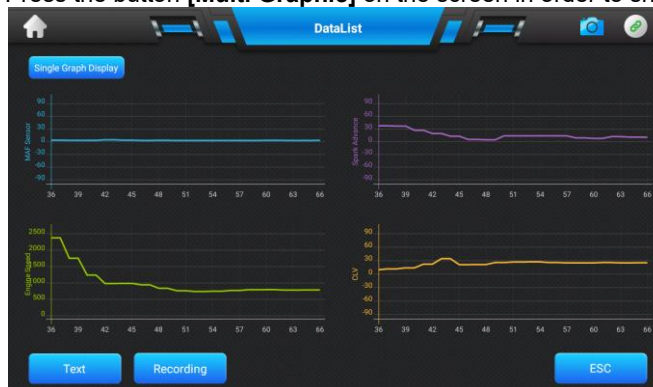 Press the button [Multi Graphic] on the screen in order to
DataList
Single Graph Display
90
60
30
0
-30
-60
-90
MAF Sensor
36 39 42 45 48 51 54 57 60 63 66
90
60
30
0
-30
-60
-90
Spark Advance
36 39 42 45 48 51 54 57 60 63 66
2500
2000
1500
1000
500
0
Engine Speed
36 39 42 45 48 51 54 57 60 63 66
90
60
30
0
-30
-60
-90
CLV
36 39 42 45 48 51 54 57 60 63 66
Text
Recording
ESC